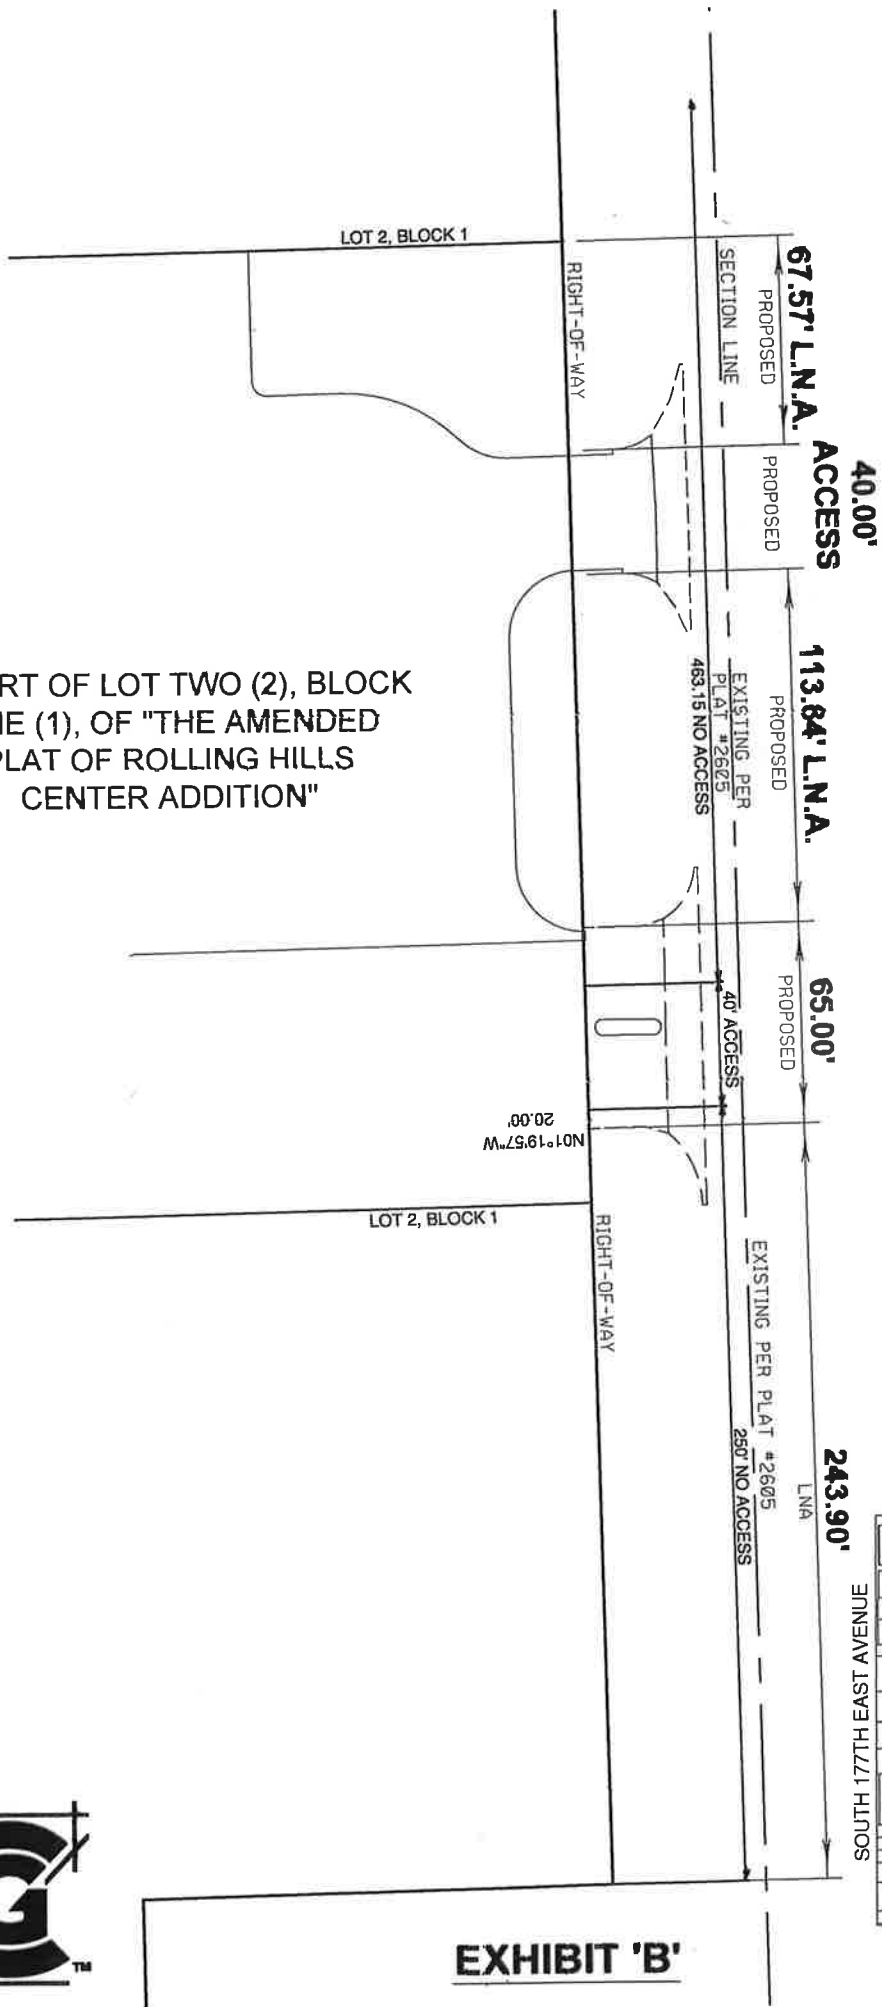 LOT 2, BLOCK 1
RIGHT-OF-WAY
SECTION LINE
67.57' L.N.A.
PROPOSED
40.00'
ACCESS
PROPOSED
113.84' L.N.A.
PROPOSED
EXISTING PER
PLAT #2605
463.15 NO ACCESS
RT OF LOT TWO (2), BLOCK
NE (1), OF "THE AMENDED
PLAT OF ROLLING HILLS
CENTER ADDITION"
65.00'
PROPOSED
40' ACCESS
N01°19'57"W
20.00'
LOT 2, BLOCK 1
RIGHT-OF-WAY
EXISTING PER PLAT #2605
250' NO ACCESS
243.90'
LNA
SOUTH 177TH EAST AVENUE
G
TM
EXHIBIT 'B'